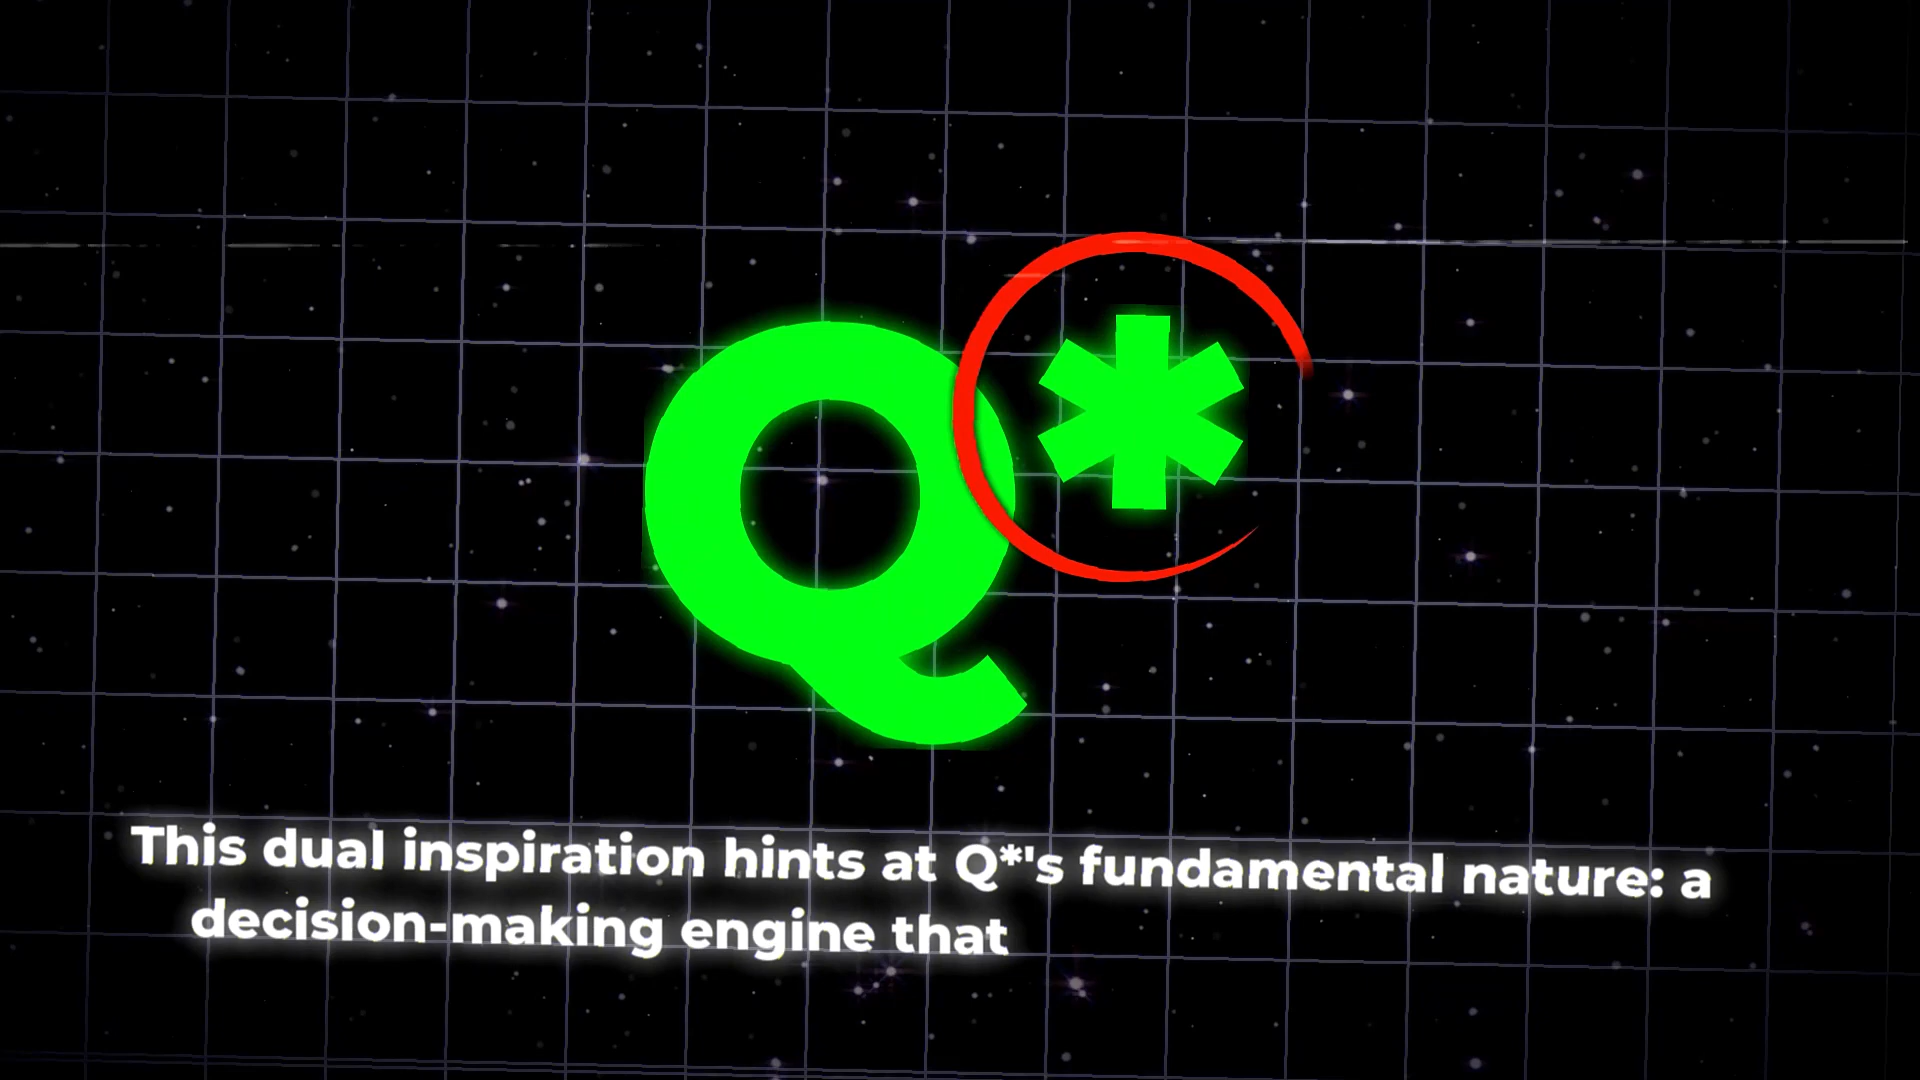 Q*
This dual inspiration hints at Q*'s fundamental nature: a
decision-making engine that